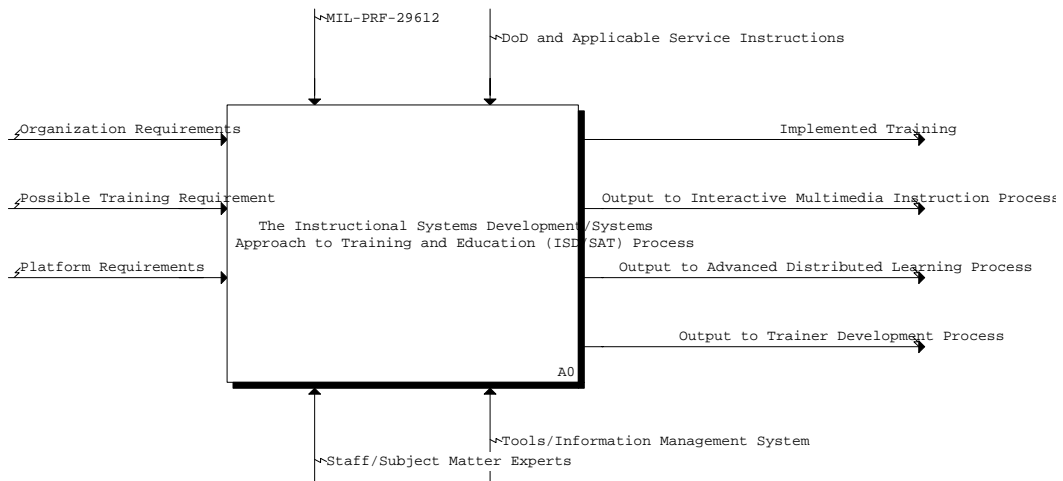 MIL-PRF-29612
DoD and Applicable Service Instructions
Organization Requirements
Implemented Training
Possible Training Requirement
Output to Interactive Multimedia Instruction Process
The Instructional Systems Development/Systems
Approach to Training and Education (ISD/SAT) Process
Platform Requirements
Output to Advanced Distributed Learning Process
Output to Trainer Development Process
A0
Tools/Information Management System
Staff/Subject Matter Experts